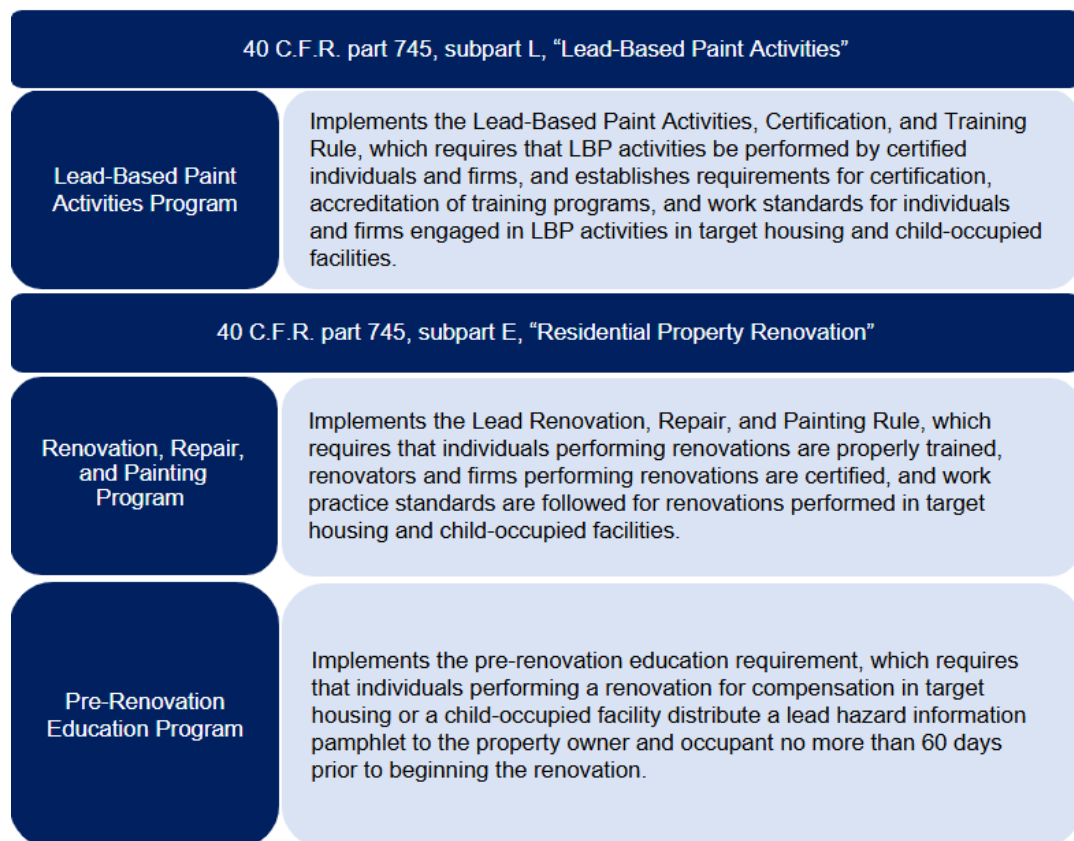 40 C.F.R. part 745, subpart L, “Lead-Based Paint Activities”
Lead-Based Paint
Activities Program
Implements the Lead-Based Paint Activities, Certification, and Training
Rule, which requires that LBP activities be performed by certified
individuals and firms, and establishes requirements for certification,
accreditation of training programs, and work standards for individuals
and firms engaged in LBP activities in target housing and child-occupied
facilities.
40 C.F.R. part 745, subpart E, “Residential Property Renovation”
Renovation, Repair,
and Painting
Program
Implements the Lead Renovation, Repair, and Painting Rule, which
requires that individuals performing renovations are properly trained,
renovators and firms performing renovations are certified, and work
practice standards are followed for renovations performed in target
housing and child-occupied facilities.
Pre-Renovation
Education Program
Implements the pre-renovation education requirement, which requires
that individuals performing a renovation for compensation in target
housing or a child-occupied facility distribute a lead hazard information
pamphlet to the property owner and occupant no more than 60 days
prior to beginning the renovation.